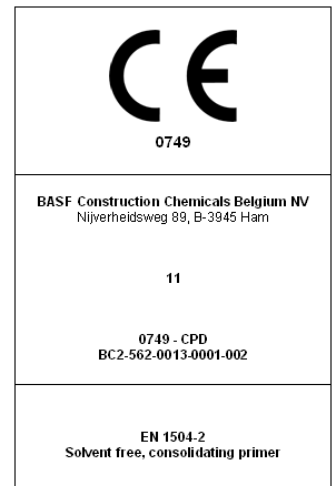 CE
0749
BASF Construction Chemicals Belgium NV
Nijverheidsweg 89, B-3945 Ham
11
0749 - CPD
BC2-562-0013-0001-002
EN 1504-2
Solvent free, consolidating primer